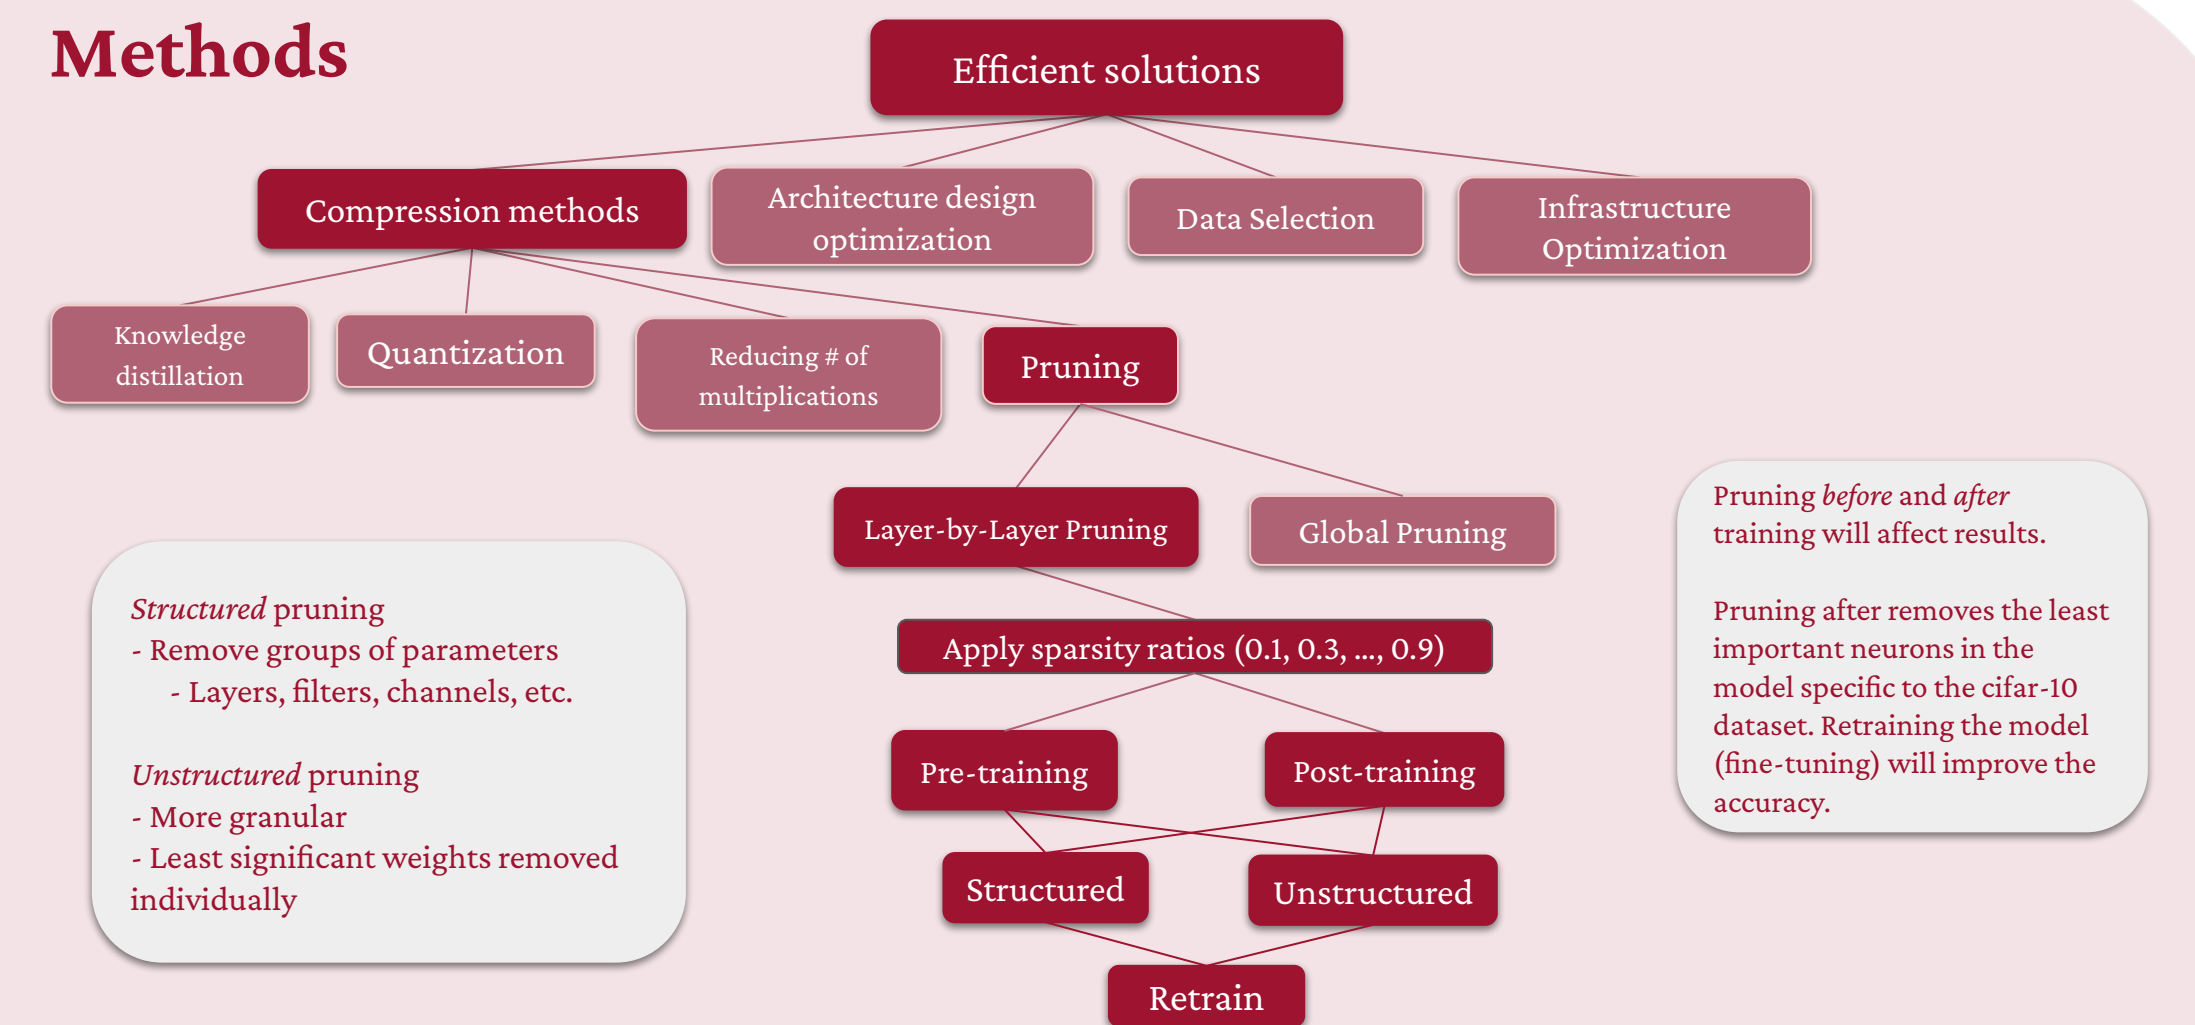 Methods
Efficient solutions
Compression methods
Architecture design
optimization
Data Selection
Infrastructure
Optimization
Knowledge
distillation
Quantization
Reducing # of
multiplications
Pruning
Layer-by-Layer Pruning
Global Pruning
Apply sparsity ratios (0.1, 0.3, ..., 0.9)
Pre-training
Post-training
Structured
Unstructured
Retrain
Structured pruning
- Remove groups of parameters
- Layers, filters, channels, etc.
Unstructured pruning
- More granular
- Least significant weights removed
individually
Pruning before and after
training will affect results.
Pruning after removes the least
important neurons in the
model specific to the cifar-10
dataset. Retraining the model
(fine-tuning) will improve the
accuracy.